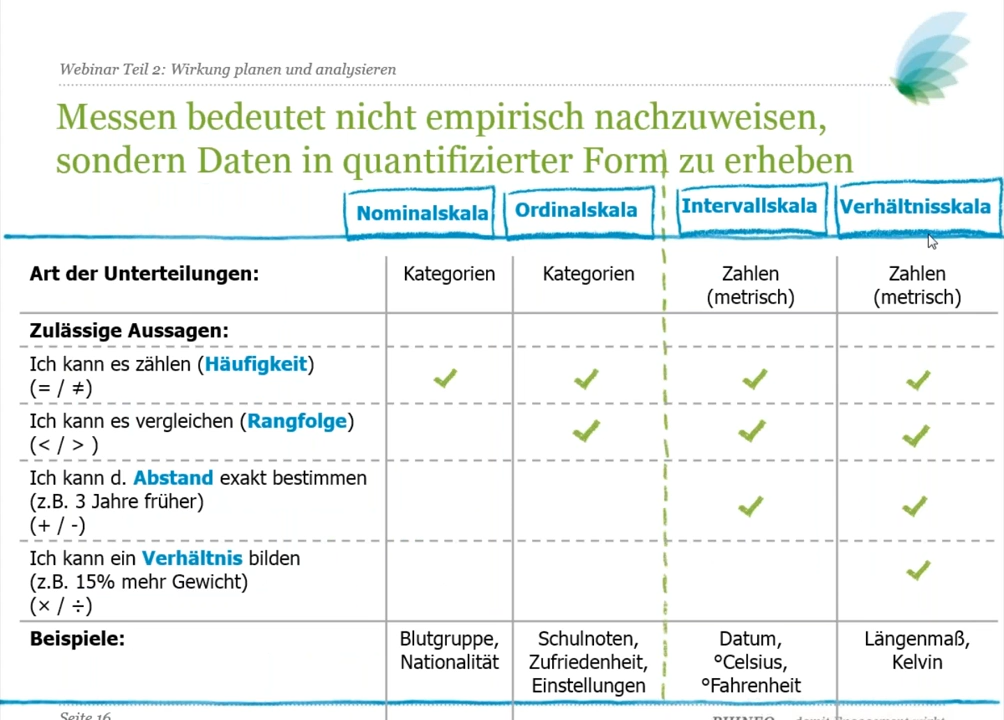 Webinar Teil 2: Wirkung planen und analysieren
Messen bedeutet nicht empirisch nachzuweisen,
sondern Daten in quantifizierter Form zu erheben
Nominalskala Ordinalskala Intervallskala Verhältnisskala
Art der Unterteilungen: Kategorien Kategorien Zahlen Zahlen
(metrisch) (metrisch)
Zulässige Aussagen:
Ich kann es zählen (Häufigkeit)
(= / ≠)
Ich kann es vergleichen (Rangfolge)
(< / > )
Ich kann d. Abstand exakt bestimmen
(z.B. 3 Jahre früher)
(+ / -)
Ich kann ein Verhältnis bilden
(z.B. 15% mehr Gewicht)
(× / ÷)
Beispiele: Blutgruppe, Schulnoten, Datum, Längenmaß,
Nationalität Zufriedenheit, °Celsius, Kelvin
Einstellungen °Fahrenheit
Seite 16